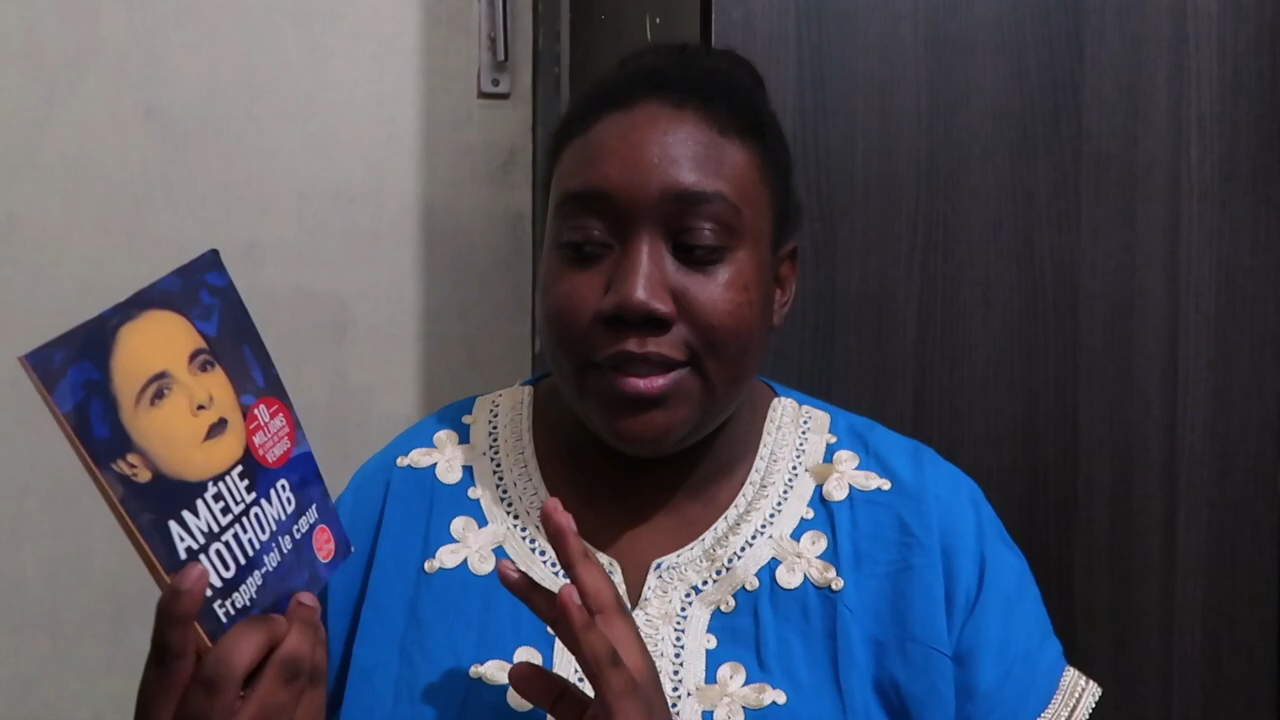 10
MILLIONS
VENDUS
AMÉLIE
NOTHOMB
Frappe-toi le cœur